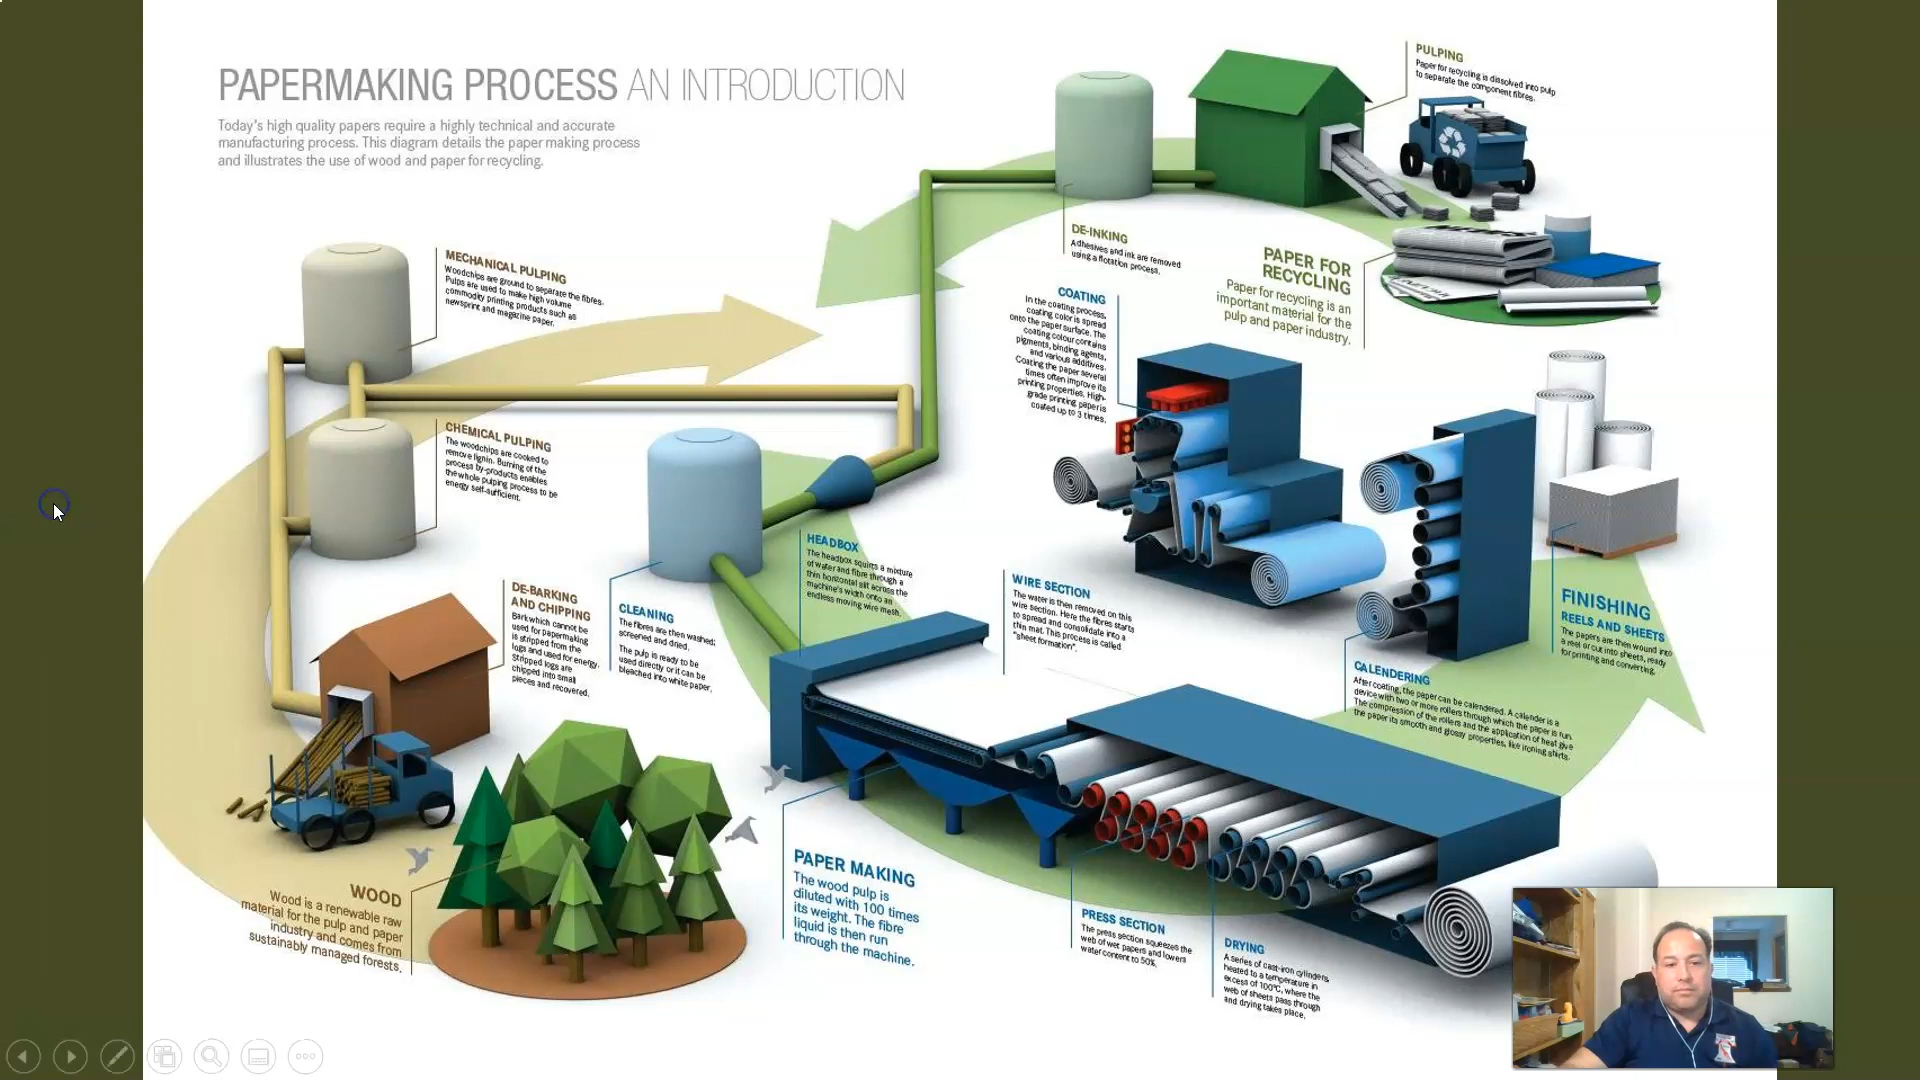 PAPERMAKING PROCESS AN INTRODUCTION
Today's high quality papers require a highly technical and accurate
manufacturing process. This diagram details the paper making process
and illustrates the use of wood and paper for recycling.
PULPING
Paper for recycling is dissolved into pulp
to separate the component fibres.
DE-INKING
Adhesives and ink are removed
using a flotation process.
PAPER FOR
RECYCLING
Paper for recycling is an
important material for the
pulp and paper industry.
MECHANICAL PULPING
Woodchips are ground to separate the fibres.
Pulps are used to make high volume
commodity printing products such as
newsprint and magazine paper.
COATING
In the coating process,
coating color is spread
onto the paper surface. The
coating colour contains
pigments, binding agents,
and various additives.
Coating the paper several
times often improve its
printing properties. High-
grade printing paper is
coated up to 3 times.
CHEMICAL PULPING
The woodchips are cooked to
remove lignin. Burning of the
process by-products enables
the whole pulping process to be
energy self-sufficient.
HEADBOX
The headbox squirts a mixture
of water and fibre through a
thin horizontal slit across the
machine's width onto an
endless moving wire mesh.
WIRE SECTION
The water is then removed on this
wire section. Here the fibres starts
to spread and consolidate into a
thin mat. This process is called
"sheet formation".
DE-BARKING
AND CHIPPING
Bark which cannot be
used for papermaking
is stripped from the
logs and used for energy.
Stripped logs are
chipped into small
pieces and recovered.
CLEANING
The fibres are then washed;
screened and dried.
The pulp is ready to be
used directly or it can be
bleached into white paper.
FINISHING
REELS AND SHEETS
The papers are then wound into
a reel or cut into sheets, ready
for printing and converting.
CALENDERING
After coating, the paper can be calendered. A calender is a
device with two or more rollers through which the paper is run.
The compression of the rollers and the application of heat give
the paper its smooth and glossy properties, like ironing shirts.
WOOD
Wood is a renewable raw
material for the pulp and paper
industry and comes from
sustainably managed forests.
PAPER MAKING
The wood pulp is
diluted with 100 times
its weight. The fibre
liquid is then run
through the machine.
PRESS SECTION
The press section squeezes the
web of wet papers and lowers
water content to 50%.
DRYING
A series of cast-iron cylinders,
heated to a temperature in
excess of 100°C, where the
web of sheets pass through
and drying takes place.